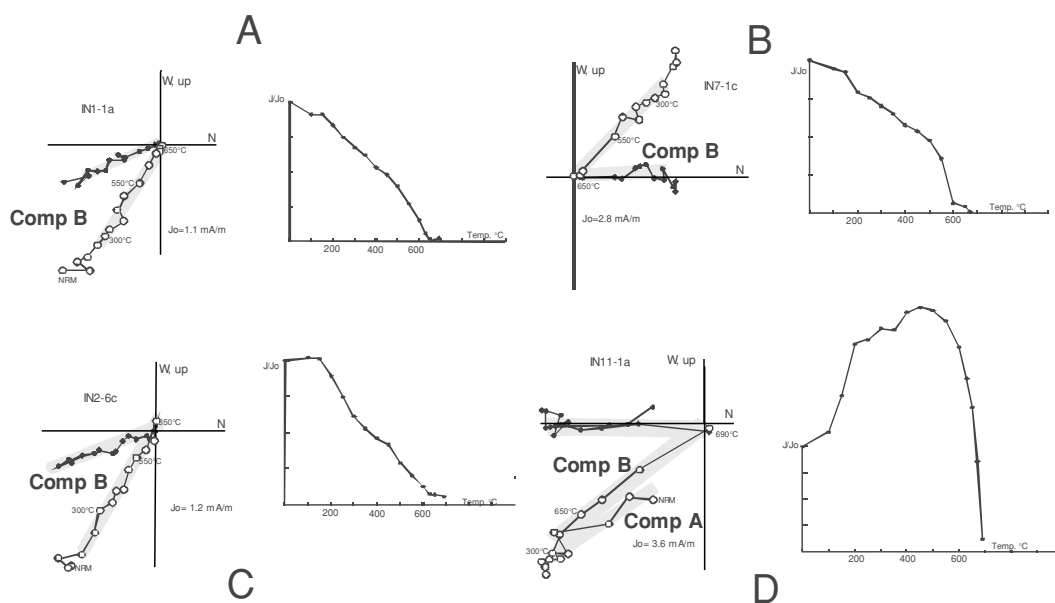 A
W, up
IN1-1a
N
650°C
550°C
Comp B
300°C
Jo=1.1 mA/m
NRM
J/Jo
Temp. °C
200
400
600
B
W, up
IN7-1c
300°C
550°C
Comp B
N
650°C
Jo=2.8 mA/m
J/Jo
Temp. °C
200
400
600
W, up
IN2-6c
650°C
N
550°C
Comp B
300°C
Jo= 1.2 mA/m
NRM
J/Jo
Temp. °C
200
400
600
C
W, up
IN11-1a
N
690°C
Comp B
NRM
650°C
Comp A
Jo= 3.6 mA/m
300°C
J/Jo
Temp. °C
200
400
600
D